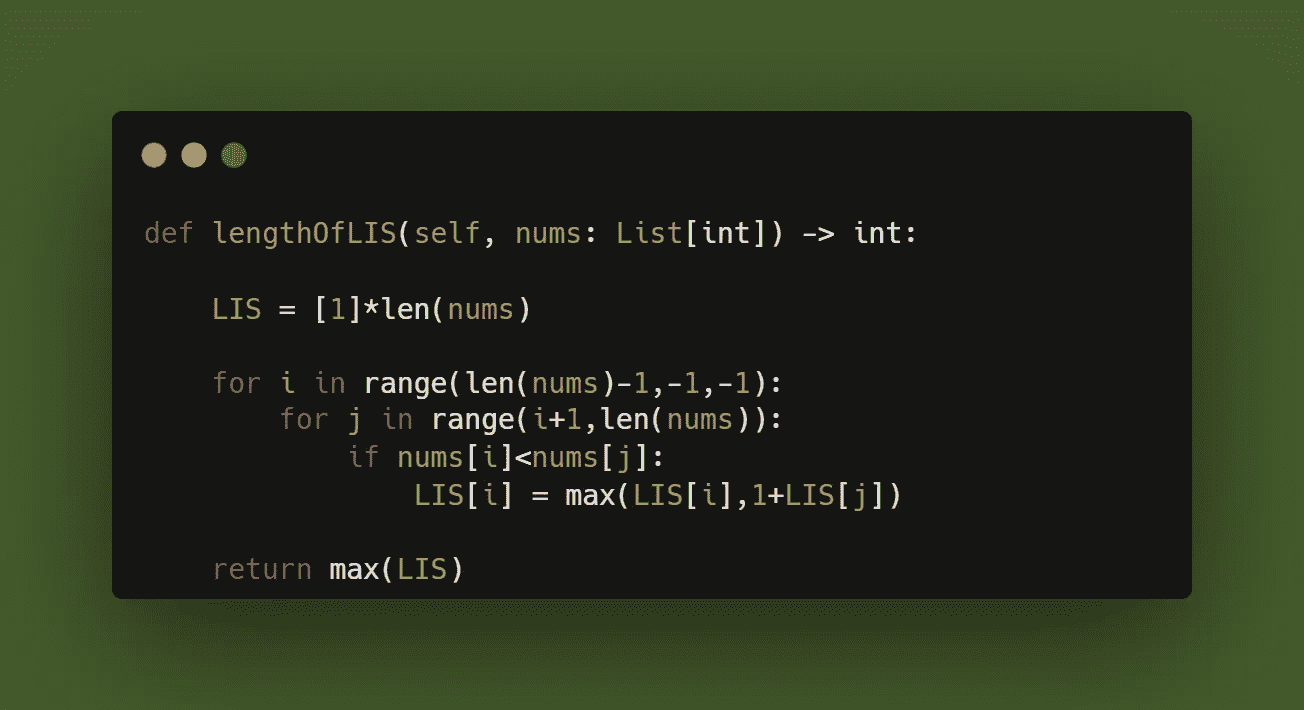 def lengthOfLIS(self, nums: List[int]) -> int:
LIS = [1]*len(nums)
for i in range(len(nums)-1,-1,-1):
for j in range(i+1,len(nums)):
if nums[i]<nums[j]:
LIS[i] = max(LIS[i],1+LIS[j])
return max(LIS)